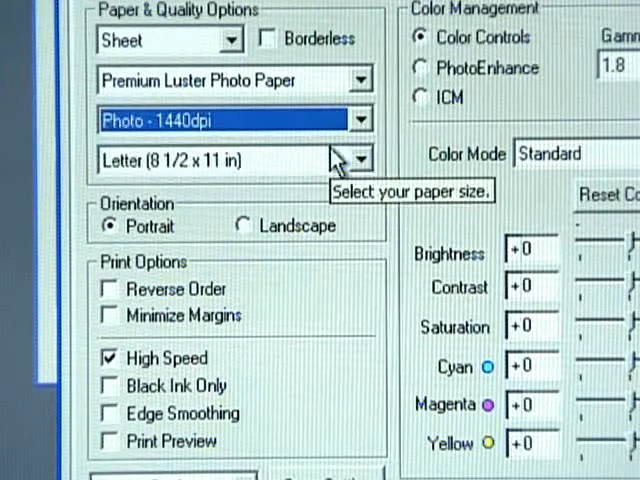 Paper & Quality Options
Sheet
Borderless
Premium Luster Photo Paper
Photo - 1440dpi
Letter (8 1/2 x 11 in)
Select your paper size.
Orientation
Portrait
Landscape
Print Options
Reverse Order
Minimize Margins
High Speed
Black Ink Only
Edge Smoothing
Print Preview
Color Management
Color Controls
PhotoEnhance
ICM
Gamm
1.8
Color Mode
Standard
Reset Co
Brightness
+0
Contrast
+0
Saturation
+0
Cyan
+0
Magenta
+0
Yellow
+0